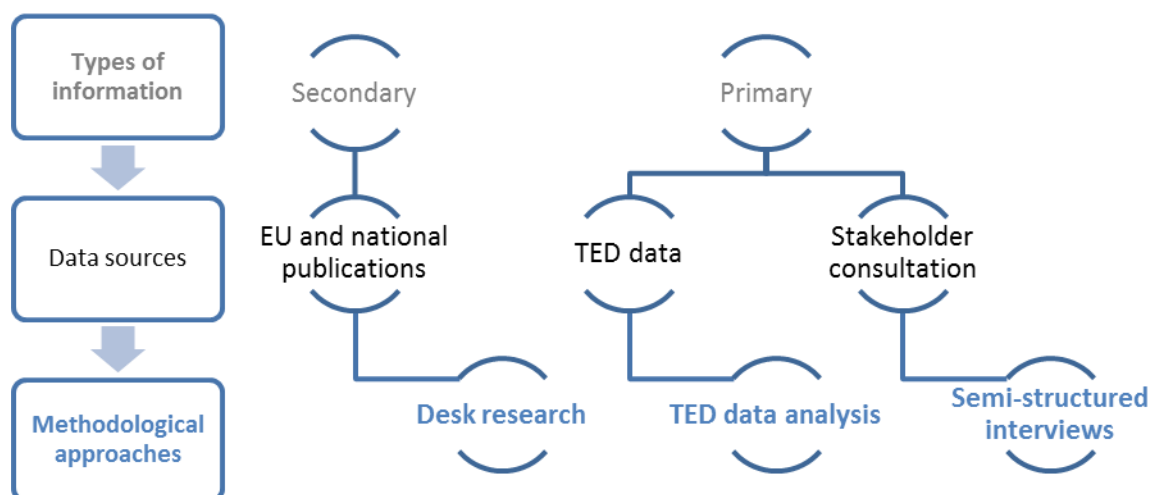 Types of
information
Secondary
Primary
Data sources
EU and national
publications
TED data
Stakeholder
consultation
Methodological
approaches
Desk research
TED data analysis
Semi-structured
interviews